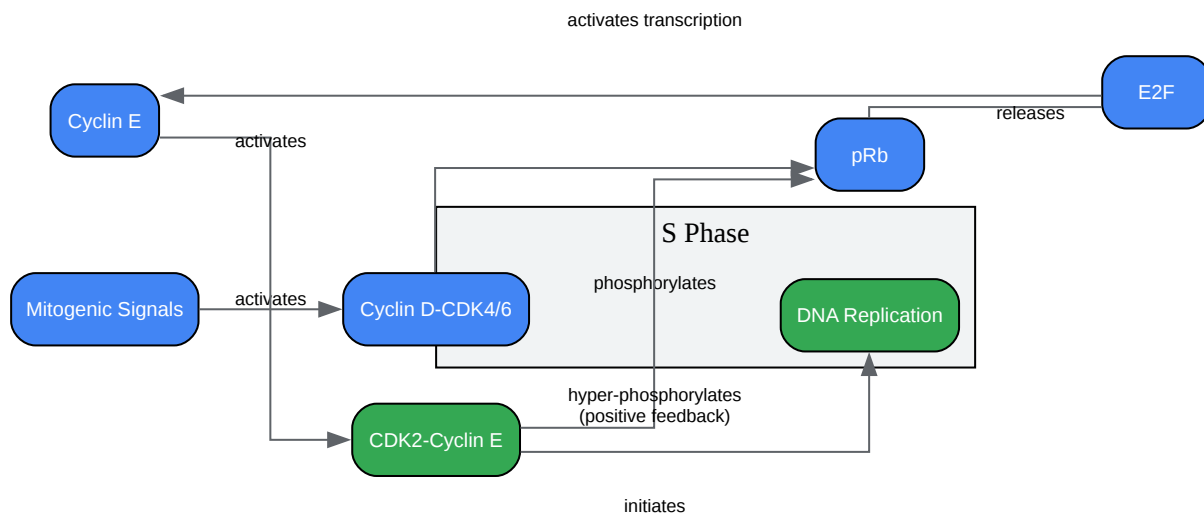 activates transcription
E2F
releases
Cyclin E
activates
pRb
S Phase
phosphorylates
Mitogenic Signals
activates
Cyclin D-CDK4/6
DNA Replication
hyper-phosphorylates
(positive feedback)
CDK2-Cyclin E
initiates